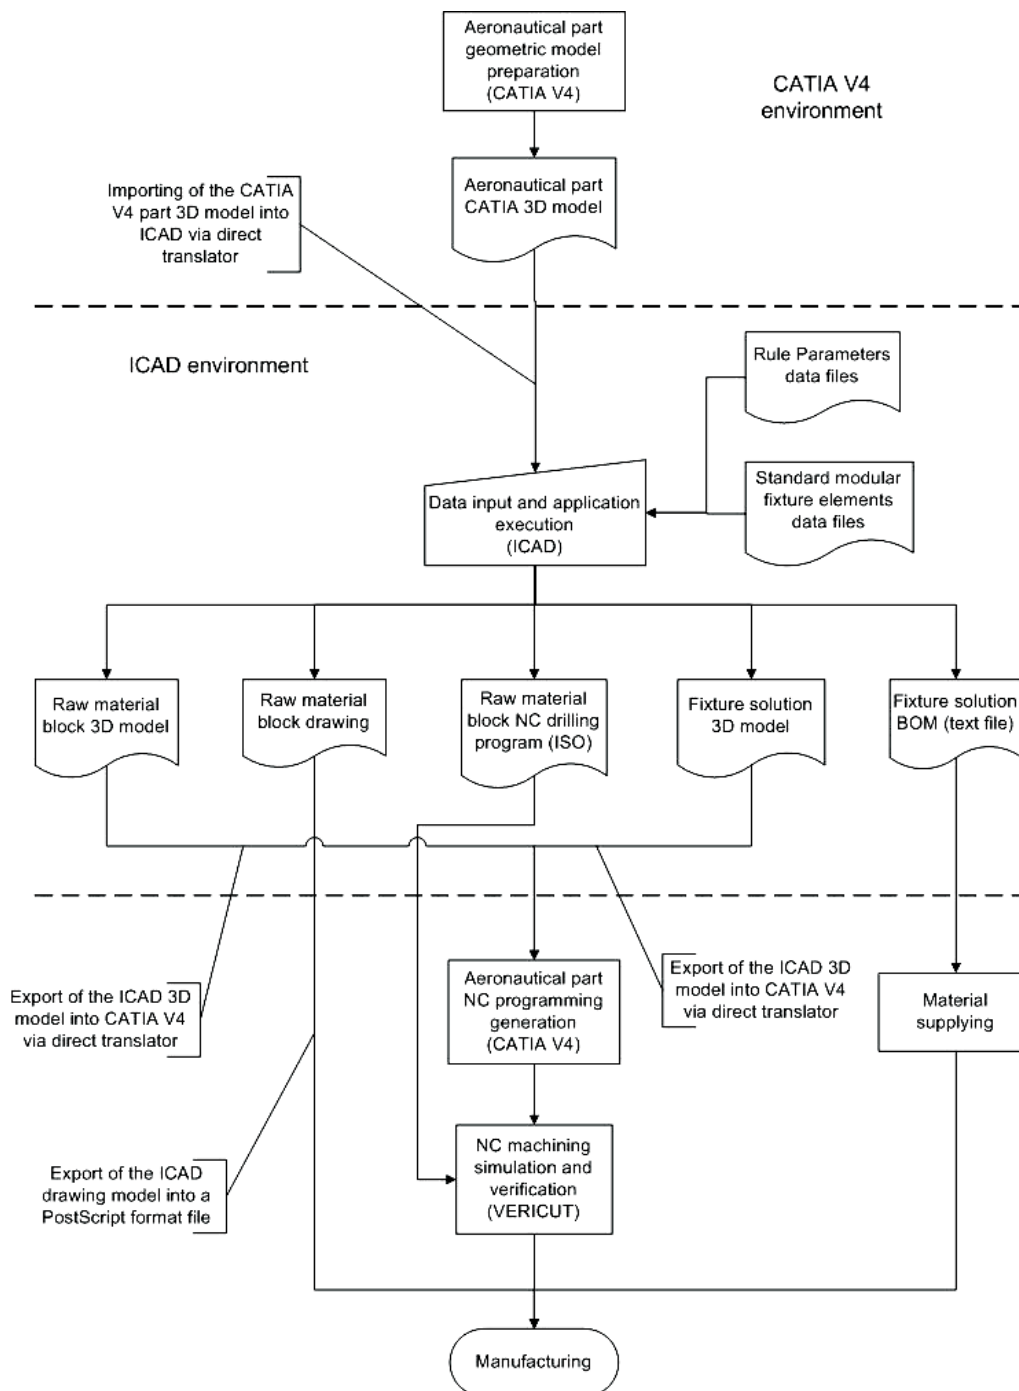 Aeronautical part
geometric model
preparation
(CATIA V4)
CATIA V4
environment
Aeronautical part
CATIA 3D model
Importing of the CATIA
V4 part 3D model into
ICAD via direct
translator
ICAD environment
Rule Parameters
data files
Standard modular
fixture elements
data files
Data input and application
execution
(ICAD)
Raw material
block 3D model
Raw material
block drawing
Raw material
block NC drilling
program (ISO)
Fixture solution
3D model
Fixture solution
BOM (text file)
Export of the ICAD 3D
model into CATIA V4
via direct translator
Aeronautical part
NC programming
generation
(CATIA V4)
Export of the ICAD 3D
model into CATIA V4
via direct translator
Material
supplying
Export of the ICAD
drawing model into a
PostScript format file
NC machining
simulation and
verification
(VERICUT)
Manufacturing